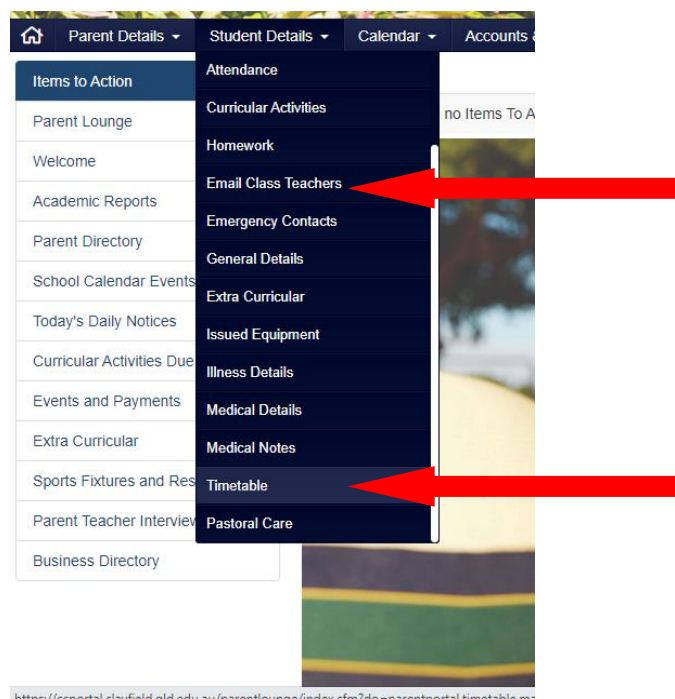 Parent Details Student Details Calendar Accounts &
Items to Action
Parent Lounge
Welcome
Academic Reports
Parent Directory
School Calendar Events
Today's Daily Notices
Curricular Activities Due
Events and Payments
Extra Curricular
Sports Fixtures and Res
Parent Teacher Interview
Business Directory
Attendance
Curricular Activities
Homework
Email Class Teachers
Emergency Contacts
General Details
Extra Curricular
Issued Equipment
Illness Details
Medical Details
Medical Notes
Timetable
Pastoral Care
no Items To A